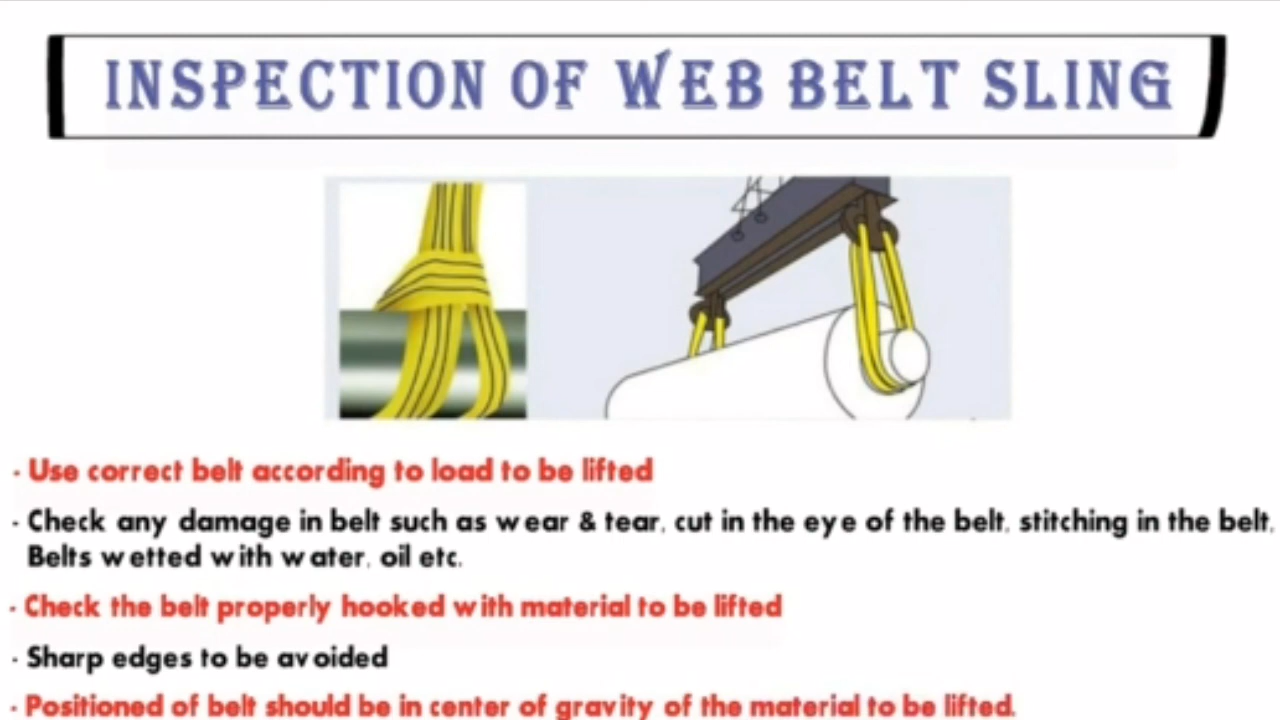 INSPECTION OF WEB BELT SLING
- Use correct belt according to load to be lifted
- Check any damage in belt such as wear & tear, cut in the eye of the belt, stitching in the belt,
Belts wetted with water, oil etc.
- Check the belt properly hooked with material to be lifted
- Sharp edges to be avoided
- Positioned of belt should be in center of gravity of the material to be lifted.